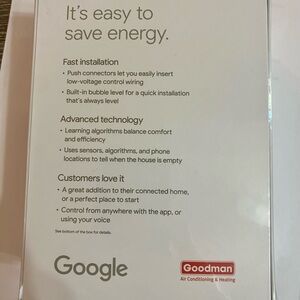 It's easy to
save energy.
Fast installation
• Push connectors let you easily insert
low-voltage control wiring
• Built-in bubble level for a quick installation
that's always level
Advanced technology
• Learning algorithms balance comfort
and efficiency
• Uses sensors, algorithms, and phone
locations to tell when the house is empty
Customers love it
• A great addition to their connected home,
or a perfect place to start
• Control from anywhere with the app, or
using your voice
See bottom of the box for details.
Google
Goodman
Air Conditioning & Heating